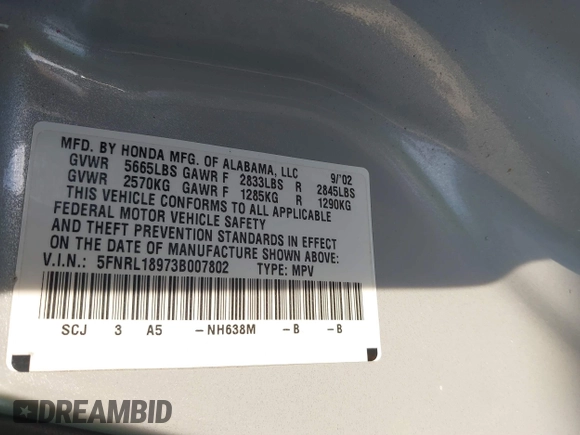 MFD. BY HONDA MFG. OF ALABAMA, LLC 9/'02
GVWR 5665LBS GAWR F 2833LBS R 2845LBS
GVWR 2570KG GAWR F 1285KG R 1290KG
THIS VEHICLE CONFORMS TO ALL APPLICABLE
FEDERAL MOTOR VEHICLE SAFETY
AND THEFT PREVENTION STANDARDS IN EFFECT
ON THE DATE OF MANUFACTURE SHOWN ABOVE.
V.I.N.: 5FNRL18973B007802 TYPE: MPV
SCJ 3 A5 -NH638M -B -B
DREAMBID